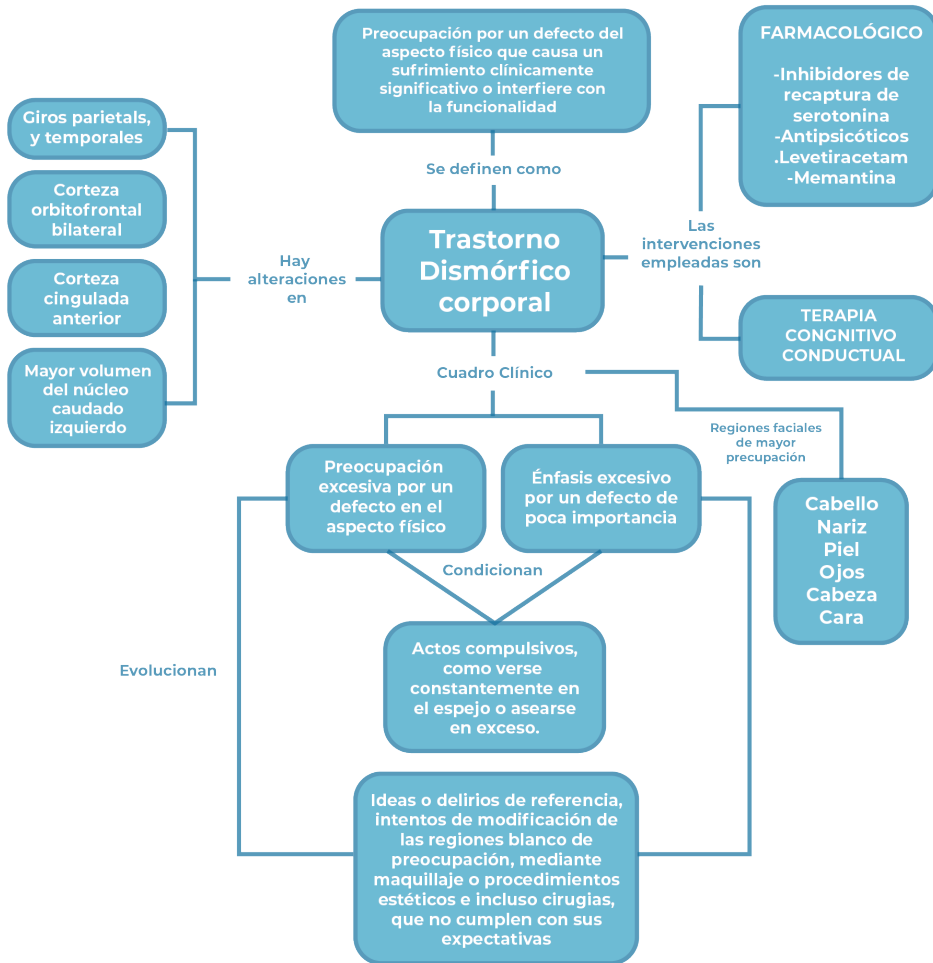 Preocupación por un defecto del
aspecto físico que causa un
sufrimiento clínicamente
significativo o interfiere con
la funcionalidad
FARMACOLÓGICO
-Inhibidores de
recaptura de
serotonina
-Antipsicóticos
.Levetiracetam
-Memantina
Giros parietals,
y temporales
Se definen como
Corteza
orbitofrontal
bilateral
Trastorno
Dismórfico
corporal
Las
intervenciones
empleadas son
Hay
alteraciones
en
Corteza
cingulada
anterior
TERAPIA
CONGNITIVO
CONDUCTUAL
Mayor volumen
del núcleo
caudado
izquierdo
Cuadro Clínico
Regiones faciales
de mayor
precupación
Preocupación
excesiva por un
defecto en el
aspecto físico
Énfasis excesivo
por un defecto de
poca importancia
Cabello
Nariz
Piel
Ojos
Cabeza
Cara
Condicionan
Actos compulsivos,
como verse
constantemente en
el espejo o asearse
en exceso.
Evolucionan
Ideas o delirios de referencia,
intentos de modificación de
las regiones blanco de
preocupación, mediante
maquillaje o procedimientos
estéticos e incluso cirugias,
que no cumplen con sus
expectativas